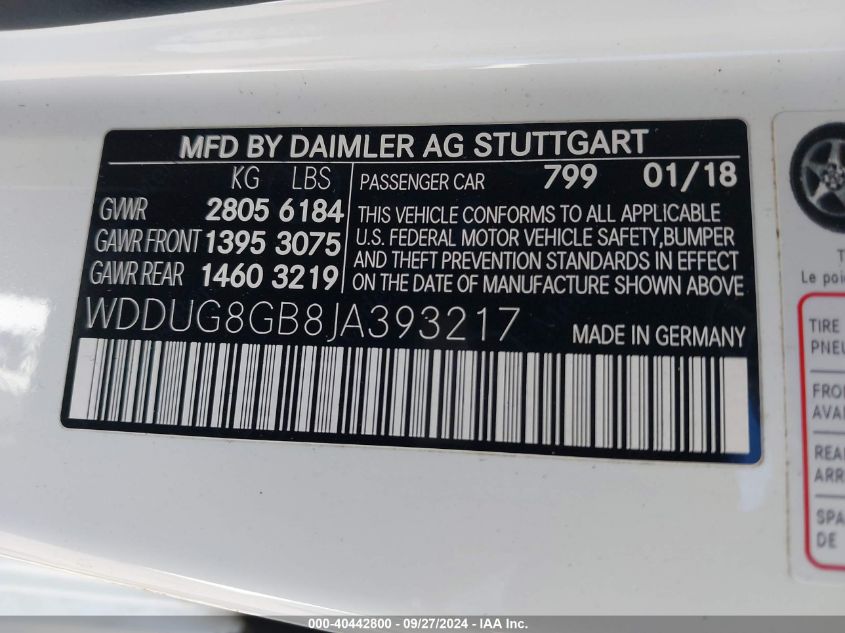 MFD BY DAIMLER AG STUTTGART
KG LBS
GVWR 2805 6184
GAWR FRONT 1395 3075
GAWR REAR 1460 3219
PASSENGER CAR 799 01/18
THIS VEHICLE CONFORMS TO ALL APPLICABLE
U.S. FEDERAL MOTOR VEHICLE SAFETY,BUMPER
AND THEFT PREVENTION STANDARDS IN EFFECT
ON THE DATE OF MANUFACTURE SHOWN ABOVE
WDDUG8GB8JA393217
MADE IN GERMANY
Le
TIRE
PNEU
SPA
DE
000-40442800 - 09/27/2024 - IAAI Inc.